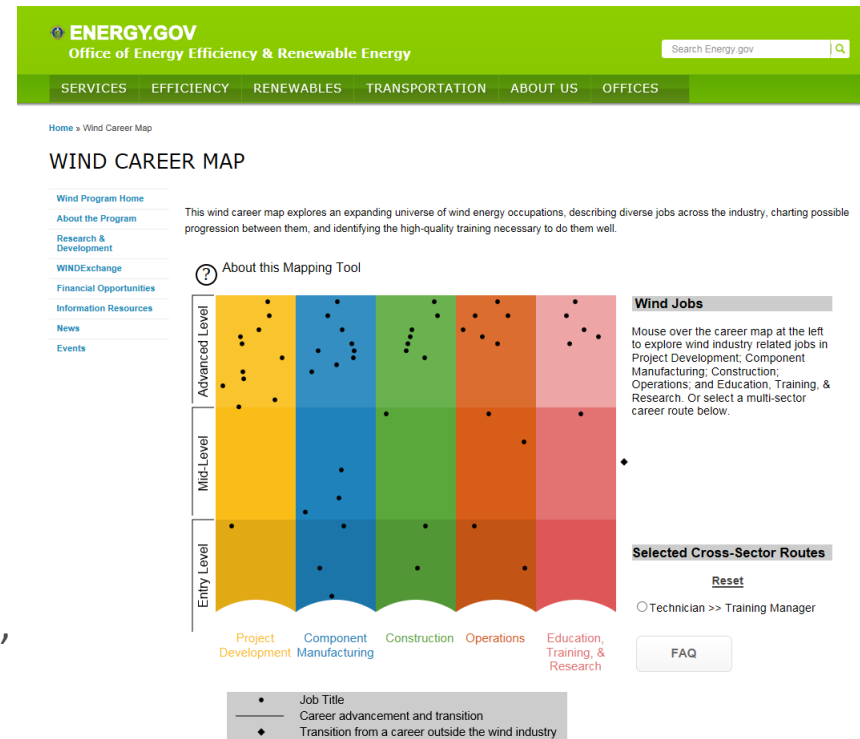 ENERGY.GOV
Office of Energy Efficiency & Renewable Energy
Search Energy.gov
SERVICES EFFICIENCY RENEWABLES TRANSPORTATION ABOUT US OFFICES
Home » Wind Career Map
WIND CAREER MAP
Wind Program Home
About the Program
Research &
Development
WINDExchange
Financial Opportunities
Information Resources
News
Events
This wind career map explores an expanding universe of wind energy occupations, describing diverse jobs across the industry, charting possible
progression between them, and identifying the high-quality training necessary to do them well.
? About this Mapping Tool
Advanced Level
Mid-Level
Entry Level
Project
Development
Component
Manufacturing
Construction
Operations
Education,
Training, &
Research
Wind Jobs
Mouse over the career map at the left
to explore wind industry related jobs in
Project Development; Component
Manufacturing; Construction;
Operations; and Education, Training, &
Research. Or select a multi-sector
career route below.
Selected Cross-Sector Routes
Reset
Technician >> Training Manager
FAQ
,
Job Title
Career advancement and transition
Transition from a career outside the wind industry